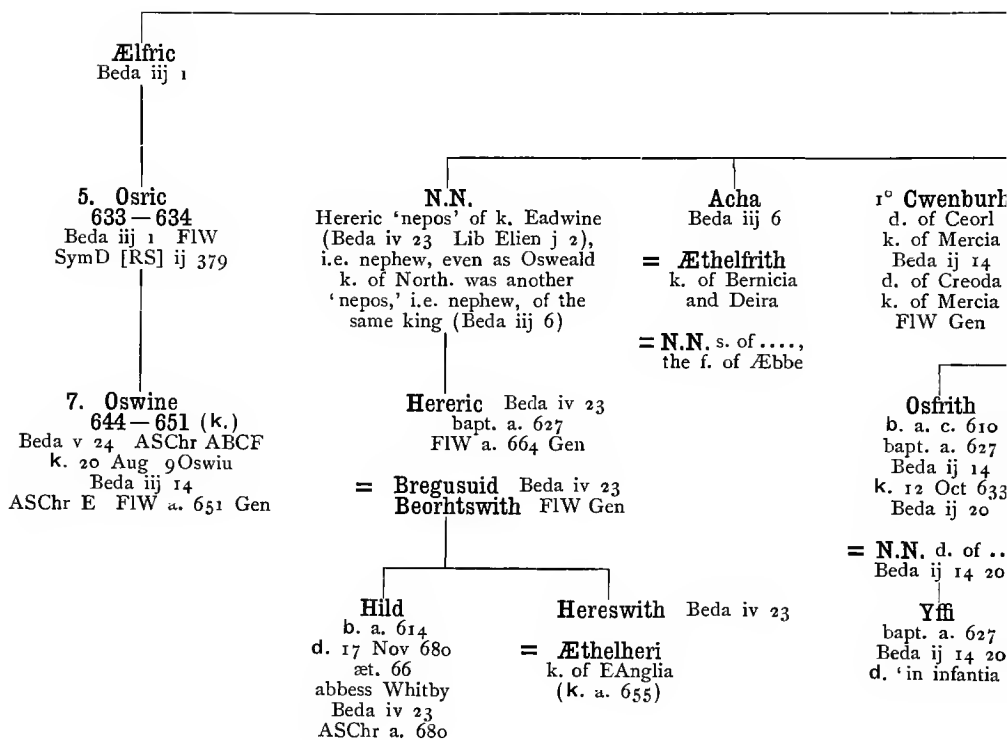 Ælfric
Beda iij 1
5. Osric
633—634
Beda iij 1 FlW
SymD [RS] ij 379
7. Oswine
644—651 (k.)
Beda v 24 ASChr ABCF
k. 20 Aug 9Oswiu
Beda iij 14
ASChr E FlW a. 651 Gen
N.N.
Hereric 'nepos' of k. Eadwine
(Beda iv 23 Lib Elien j 2),
i.e. nephew, even as Osweald
k. of North. was another
'nepos,' i.e. nephew, of the
same king (Beda iij 6)
Hereric Beda iv 23
bapt. a. 627
FlW a. 664 Gen
= Bregusuid Beda iv 23
Beorhtswith FlW Gen
Hild
b. a. 614
d. 17 Nov 680
æt. 66
abbess Whitby
Beda iv 23
ASChr a. 680
Hereswith Beda iv 23
= Æthelheri
k. of EAnglia
(k. a. 655)
Acha
Beda iij 6
= Æthelfrith
k. of Bernicia
and Deira
= N.N. s. of ....,
the f. of Æbbe
1° Cwenburh
d. of Ceorl
k. of Mercia
Beda ij 14
d. of Creoda
k. of Mercia
FlW Gen
Osfrith
b. a. c. 610
bapt. a. 627
Beda ij 14
k. 12 Oct 633
Beda ij 20
= N.N. d. of ..
Beda ij 14 20
Yffi
bapt. a. 627
Beda ij 14 20
d. 'in infantia